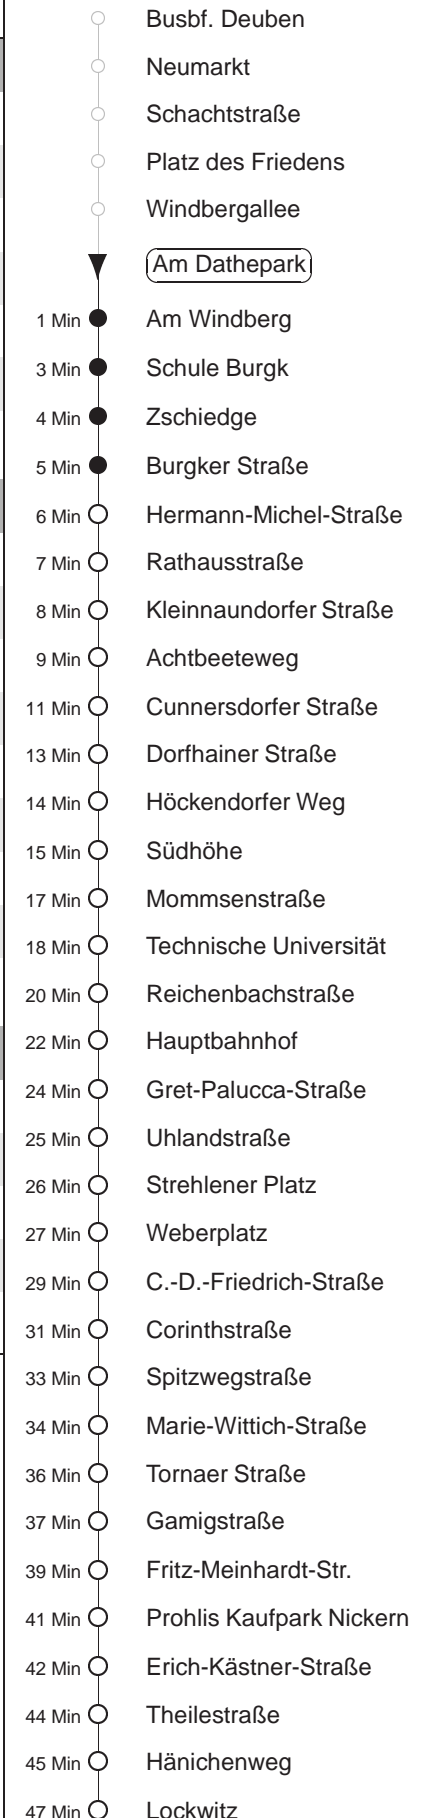 Busbf. Deuben
Neumarkt
Schachtstraße
Platz des Friedens
Windbergallee
Am Dathepark
1 Min Am Windberg
3 Min Schule Burgk
4 Min Zschiedge
5 Min Burgker Straße
6 Min Hermann-Michel-Straße
7 Min Rathausstraße
8 Min Kleinnaundorfer Straße
9 Min Achtbeeteweg
11 Min Cunnersdorfer Straße
13 Min Dorfhainer Straße
14 Min Höckendorfer Weg
15 Min Südhöhe
17 Min Mommsenstraße
18 Min Technische Universität
20 Min Reichenbachstraße
22 Min Hauptbahnhof
24 Min Gret-Palucca-Straße
25 Min Uhlandstraße
26 Min Strehlener Platz
27 Min Weberplatz
29 Min C.-D.-Friedrich-Straße
31 Min Corinthstraße
33 Min Spitzwegstraße
34 Min Marie-Wittich-Straße
36 Min Tornaer Straße
37 Min Gamigstraße
39 Min Fritz-Meinhardt-Str.
41 Min Prohlis Kaufpark Nickern
42 Min Erich-Kästner-Straße
44 Min Theilestraße
45 Min Hänichenweg
47 Min Lockwitz